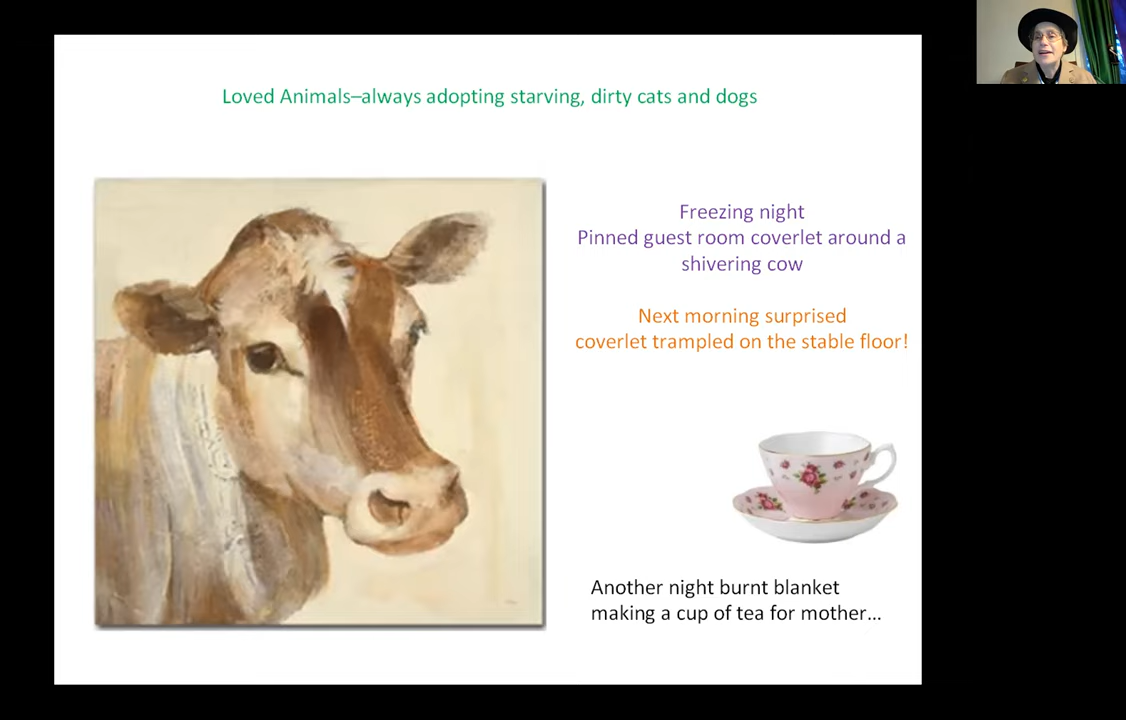 Loved Animals–always adopting starving, dirty cats and dogs
Freezing night
Pinned guest room coverlet around a
shivering cow
Next morning surprised
coverlet trampled on the stable floor!
Another night burnt blanket
making a cup of tea for mother…